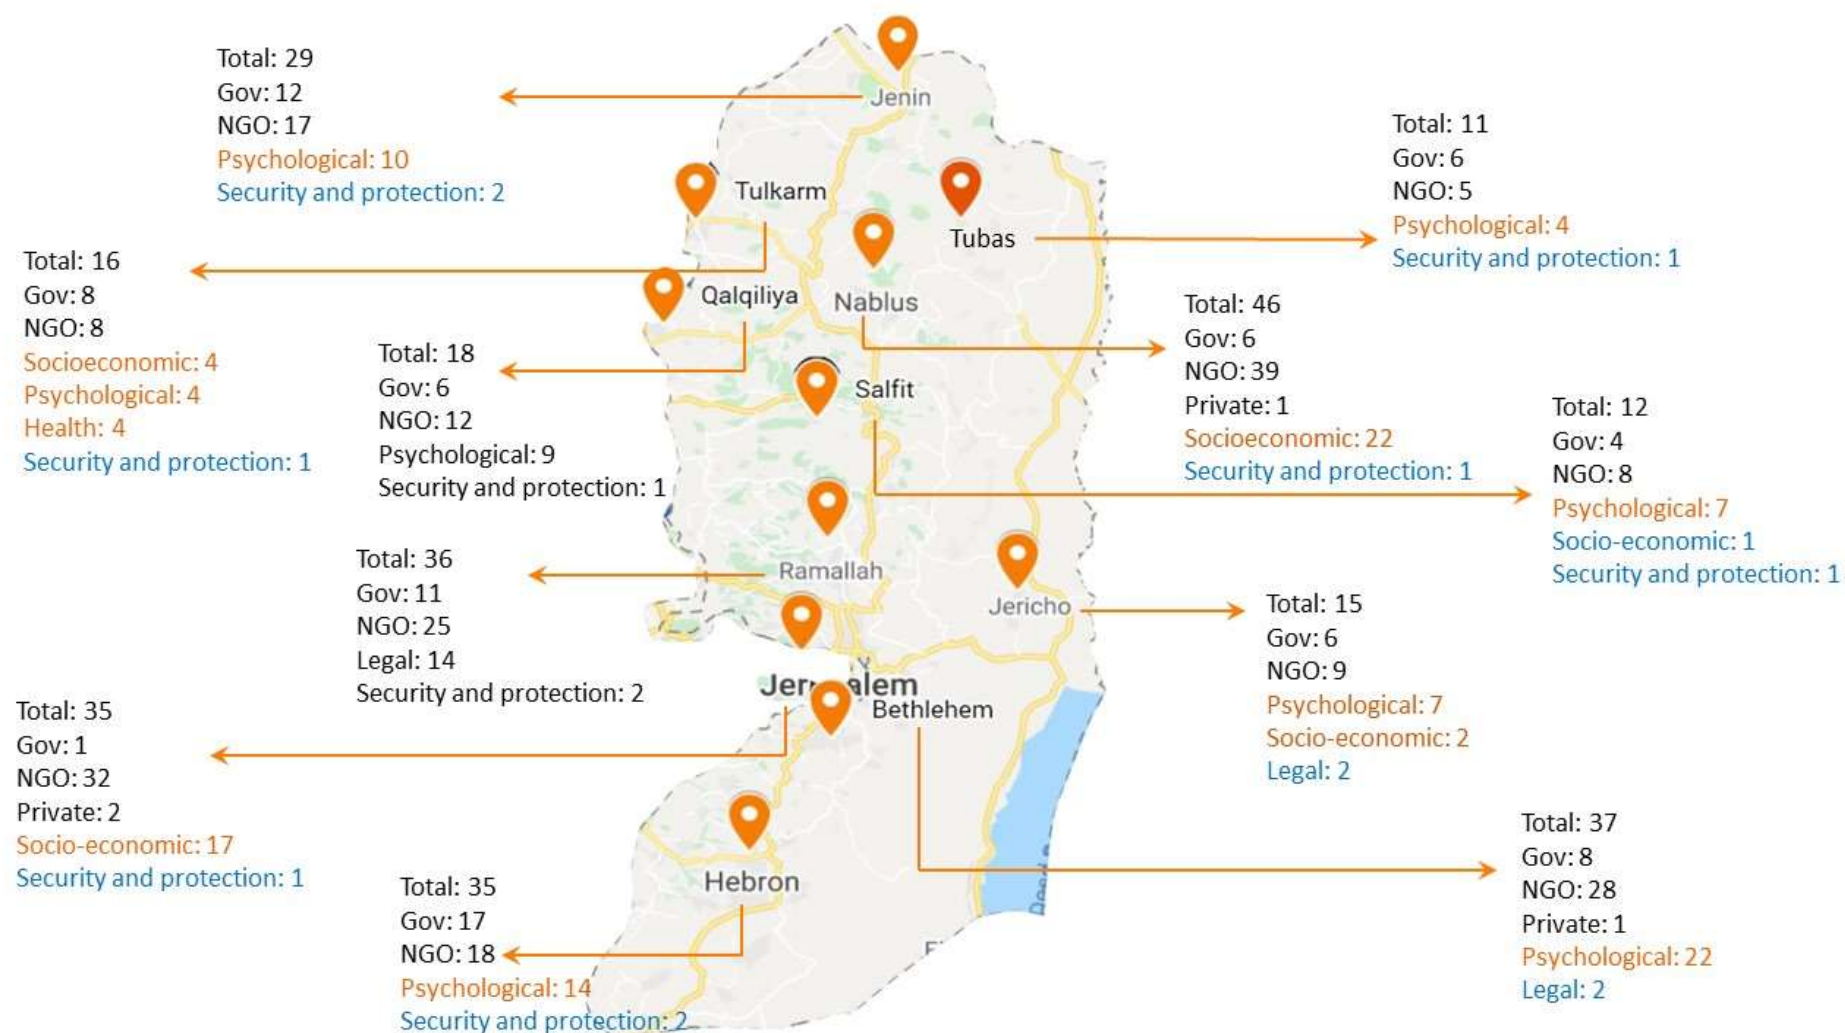 Total: 29
Gov: 12
NGO: 17
Psychological: 10
Security and protection: 2
Jenin
Total: 11
Gov: 6
NGO: 5
Psychological: 4
Security and protection: 1
Tulkarm
Tubas
Total: 16
Gov: 8
NGO: 8
Socioeconomic: 4
Psychological: 4
Health: 4
Security and protection: 1
Qalqiliya
Nablus
Total: 18
Gov: 6
NGO: 12
Psychological: 9
Security and protection: 1
Total: 46
Gov: 6
NGO: 39
Private: 1
Socioeconomic: 22
Security and protection: 1
Salfit
Total: 12
Gov: 4
NGO: 8
Psychological: 7
Socio-economic: 1
Security and protection: 1
Total: 36
Gov: 11
NGO: 25
Legal: 14
Security and protection: 2
Ramallah
Jericho
Total: 15
Gov: 6
NGO: 9
Psychological: 7
Socio-economic: 2
Legal: 2
Jerusalem
Bethlehem
Total: 35
Gov: 1
NGO: 32
Private: 2
Socio-economic: 17
Security and protection: 1
Hebron
Total: 35
Gov: 17
NGO: 18
Psychological: 14
Security and protection: 2
Total: 37
Gov: 8
NGO: 28
Private: 1
Psychological: 22
Legal: 2